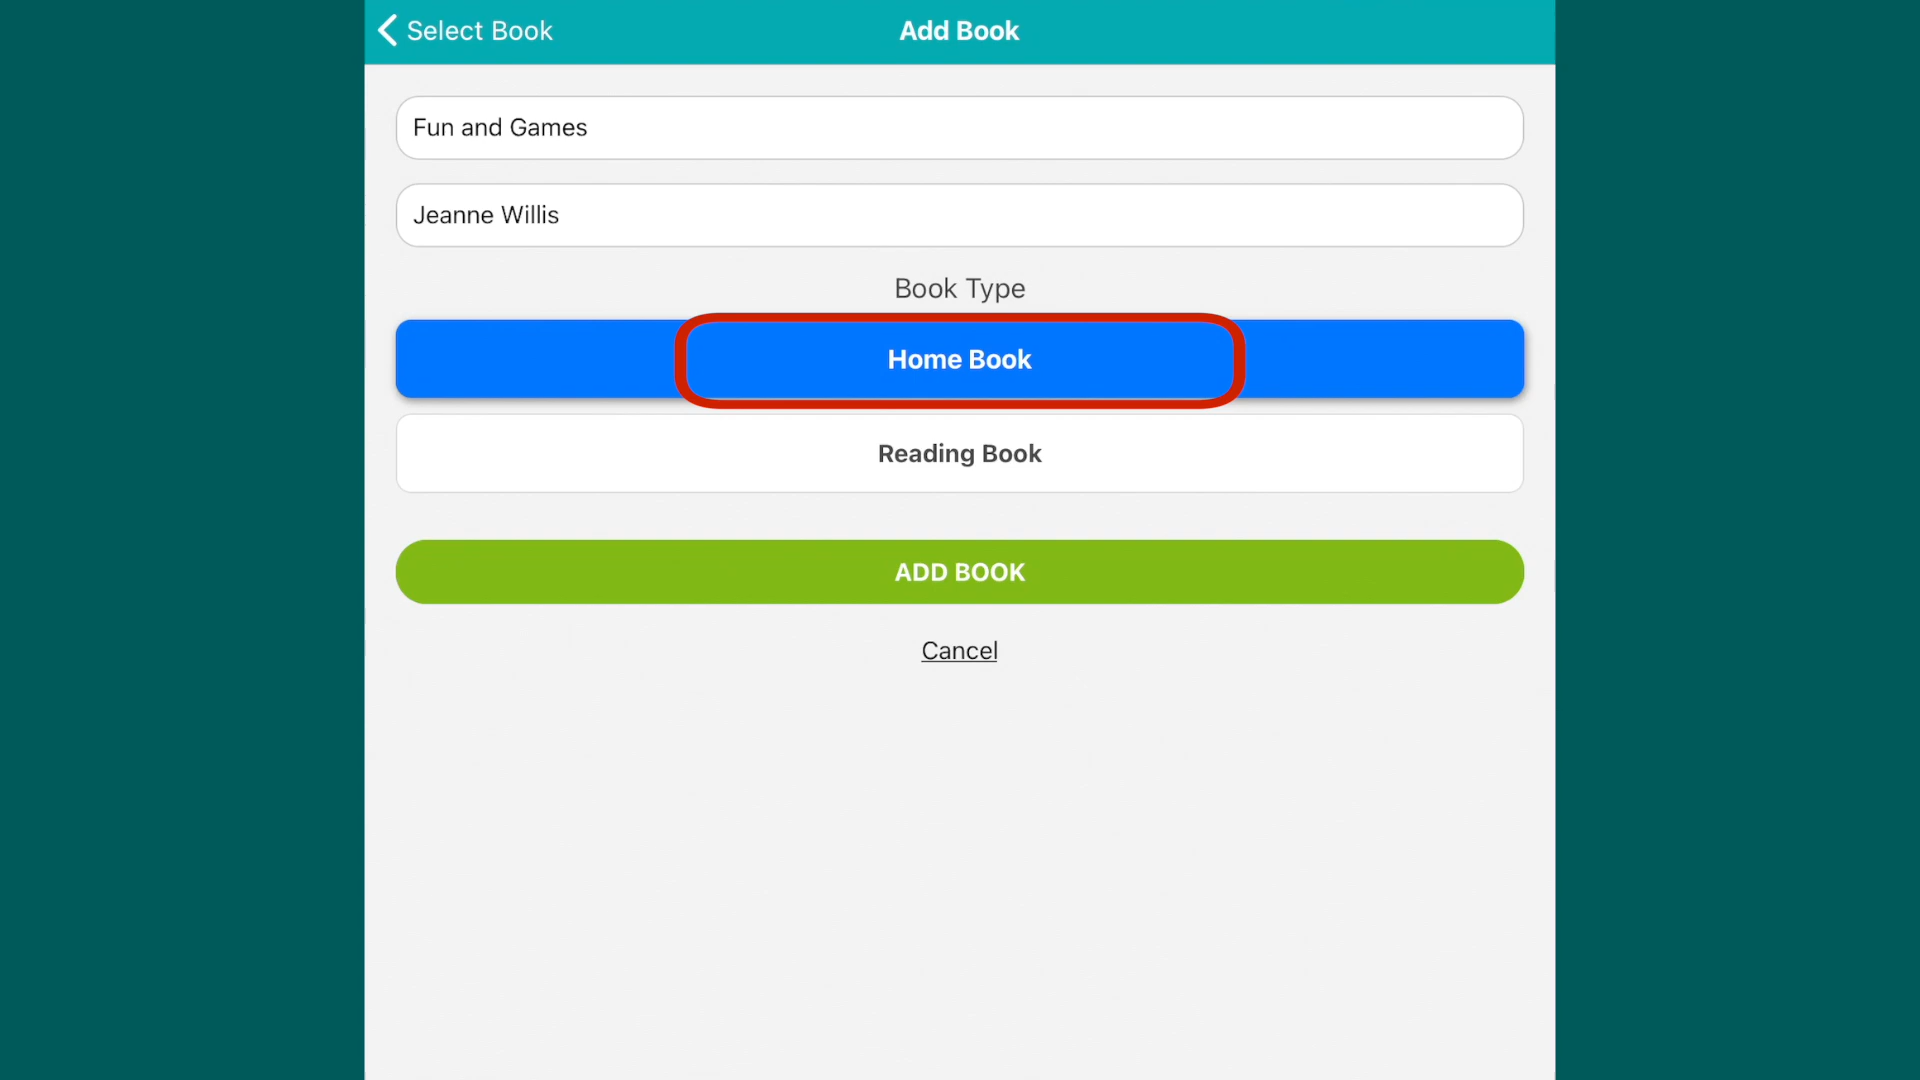 Select Book
Add Book
Fun and Games
Jeanne Willis
Book Type
Home Book
Reading Book
ADD BOOK
Cancel